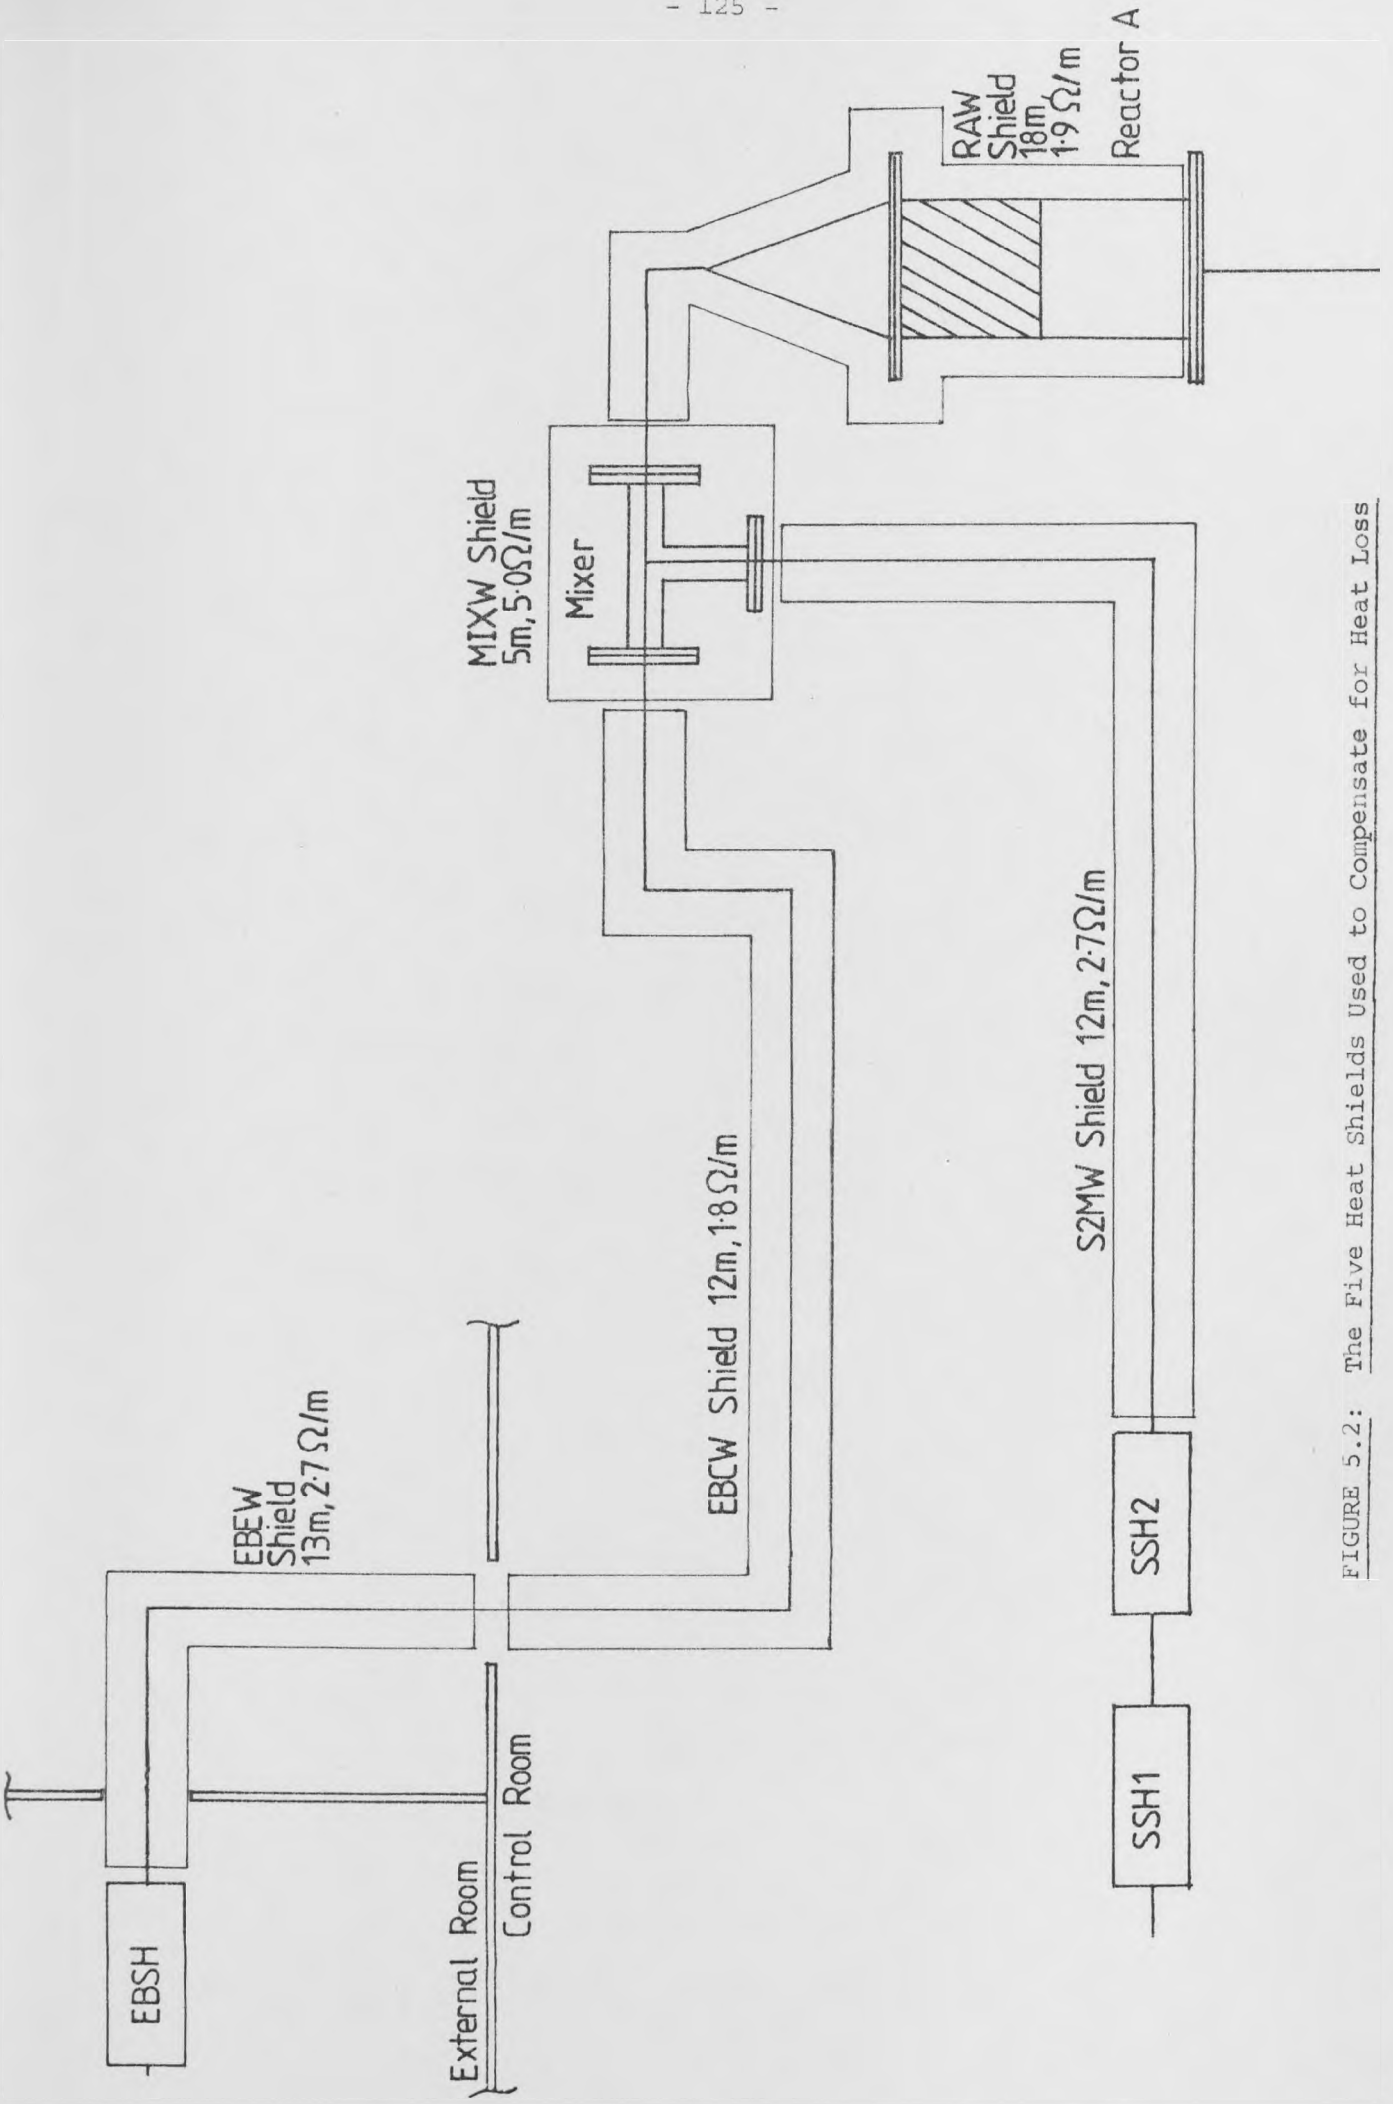 - 125 -
EBSH
External Room
Control Room
EBEW
Shield
13m, 2·7 Ω/m
EBCW Shield 12m, 1·8 Ω/m
MIXW Shield
5m, 5·0Ω/m
Mixer
RAW
Shield
18m,
1·9 Ω/m
Reactor A
S2MW Shield 12m, 2·7Ω/m
SSH1
SSH2
FIGURE 5.2: The Five Heat Shields Used to Compensate for Heat Loss